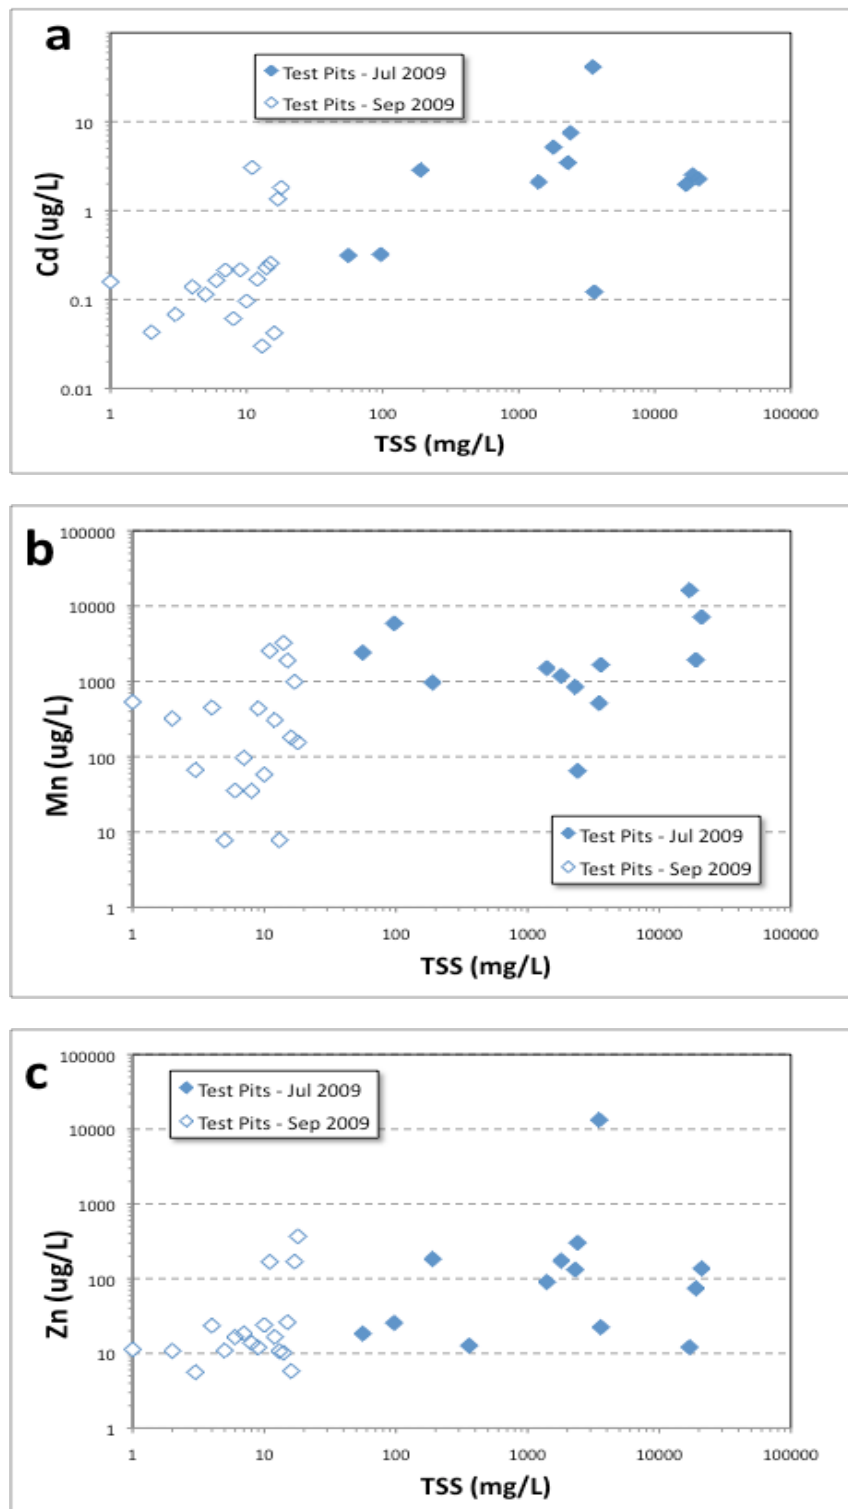 a
Test Pits - Jul 2009
Test Pits - Sep 2009
10
1
0.1
0.01
Cd (ug/L)
1 10 100 1000 10000 100000
TSS (mg/L)
b
100000
10000
1000
100
10
1
Mn (ug/L)
Test Pits - Jul 2009
Test Pits - Sep 2009
1 10 100 1000 10000 100000
TSS (mg/L)
c
100000
Test Pits - Jul 2009
Test Pits - Sep 2009
10000
1000
100
10
1
Zn (ug/L)
1 10 100 1000 10000 100000
TSS (mg/L)